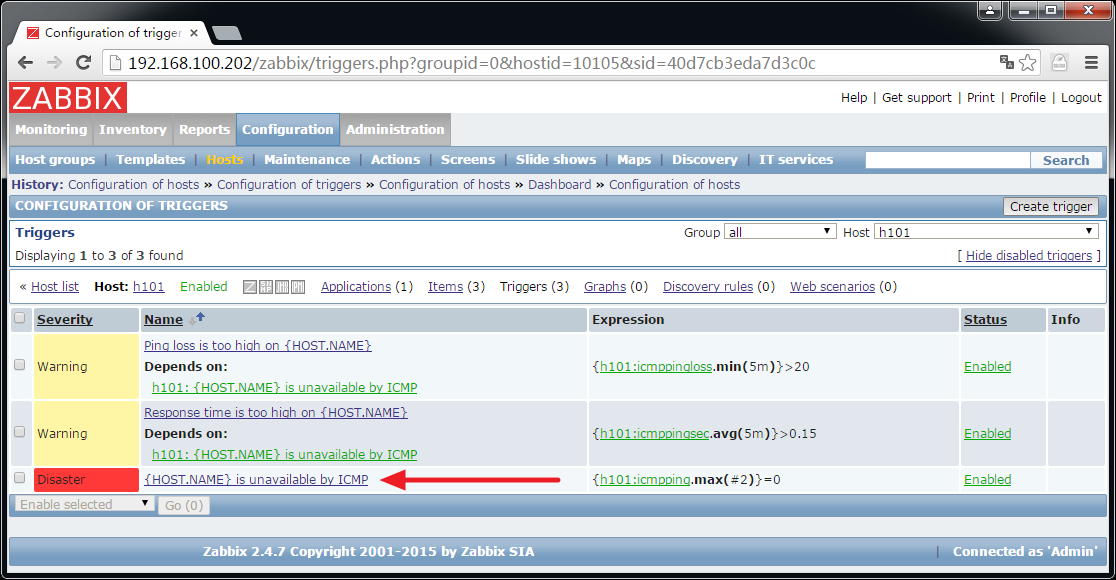 Configuration of trigger
192.168.100.202/zabbix/triggers.php?groupid=0&hostid=10105&sid=40d7cb3eda7d3c0c
ZABBIX
Help | Get support | Print | Profile | Logout
Monitoring Inventory Reports Configuration Administration
Host groups | Templates | Hosts | Maintenance | Actions | Screens | Slide shows | Maps | Discovery | IT services Search
History: Configuration of hosts » Configuration of triggers » Configuration of hosts » Dashboard » Configuration of hosts
CONFIGURATION OF TRIGGERS Create trigger
Triggers Group all Host h101
Displaying 1 to 3 of 3 found [ Hide disabled triggers ]
« Host list Host: h101 Enabled Applications (1) Items (3) Triggers (3) Graphs (0) Discovery rules (0) Web scenarios (0)
Severity Name Expression Status Info
Ping loss is too high on {HOST.NAME}
Warning Depends on: {h101:icmppingloss.min(5m)}>20 Enabled
h101: {HOST.NAME} is unavailable by ICMP
Response time is too high on {HOST.NAME}
Warning Depends on: {h101:icmppingsec.avg(5m)}>0.15 Enabled
h101: {HOST.NAME} is unavailable by ICMP
Disaster {HOST.NAME} is unavailable by ICMP {h101:icmpping.max(#2)}=0 Enabled
Enable selected Go (0)
Zabbix 2.4.7 Copyright 2001-2015 by Zabbix SIA | Connected as 'Admin'